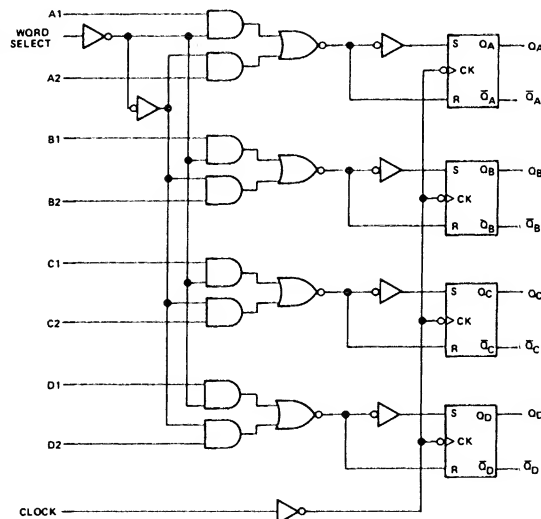 A1
WORD
SELECT
A2
S QA QA
CK
R Q̅A Q̅A
B1
B2
S QB QB
CK
R Q̅B Q̅B
C1
C2
S QC QC
CK
R Q̅C Q̅C
D1
D2
S QD QD
CK
R Q̅D Q̅D
CLOCK